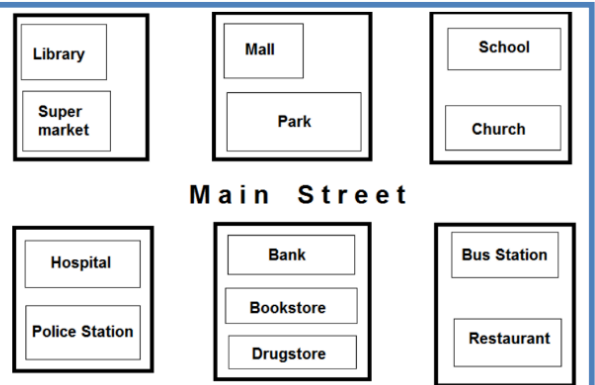 Library
Super
market
Mall
Park
School
Church
Main Street
Hospital
Police Station
Bank
Bookstore
Drugstore
Bus Station
Restaurant